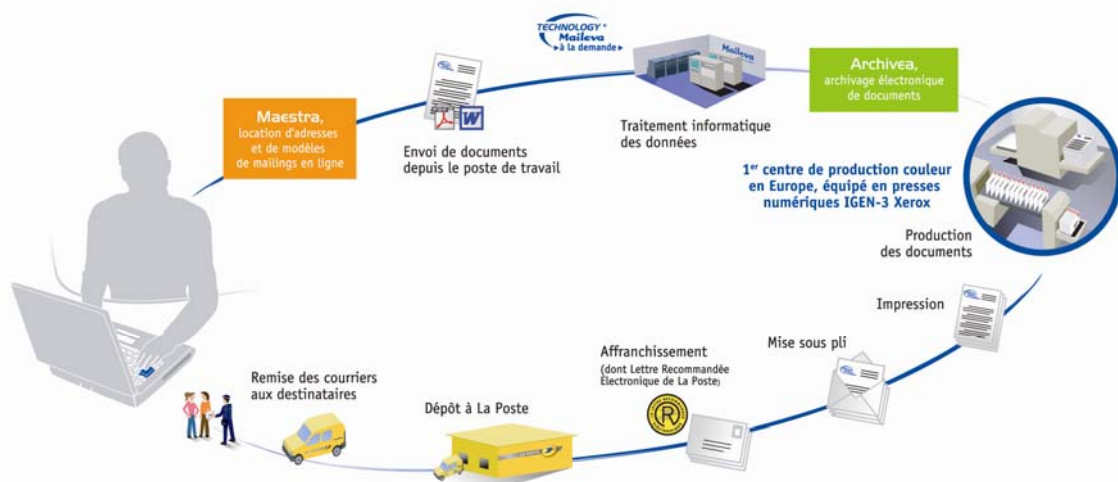 TECHNOLOGY *
Maileva
à la demande
Maileva
Maestra,
location d'adresses
et de modèles
de mailings en ligne
Envoi de documents
depuis le poste de travail
W
Traitement informatique
des données
Archivea,
archivage électronique
de documents
1er centre de production couleur
en Europe, équipé en presses
numériques IGEN-3 Xerox
Production
des documents
Impression
Mise sous pli
Affranchissement
(dont Lettre Recommandée
Électronique de La Poste)
R
Dépôt à La Poste
Remise des courriers
aux destinataires